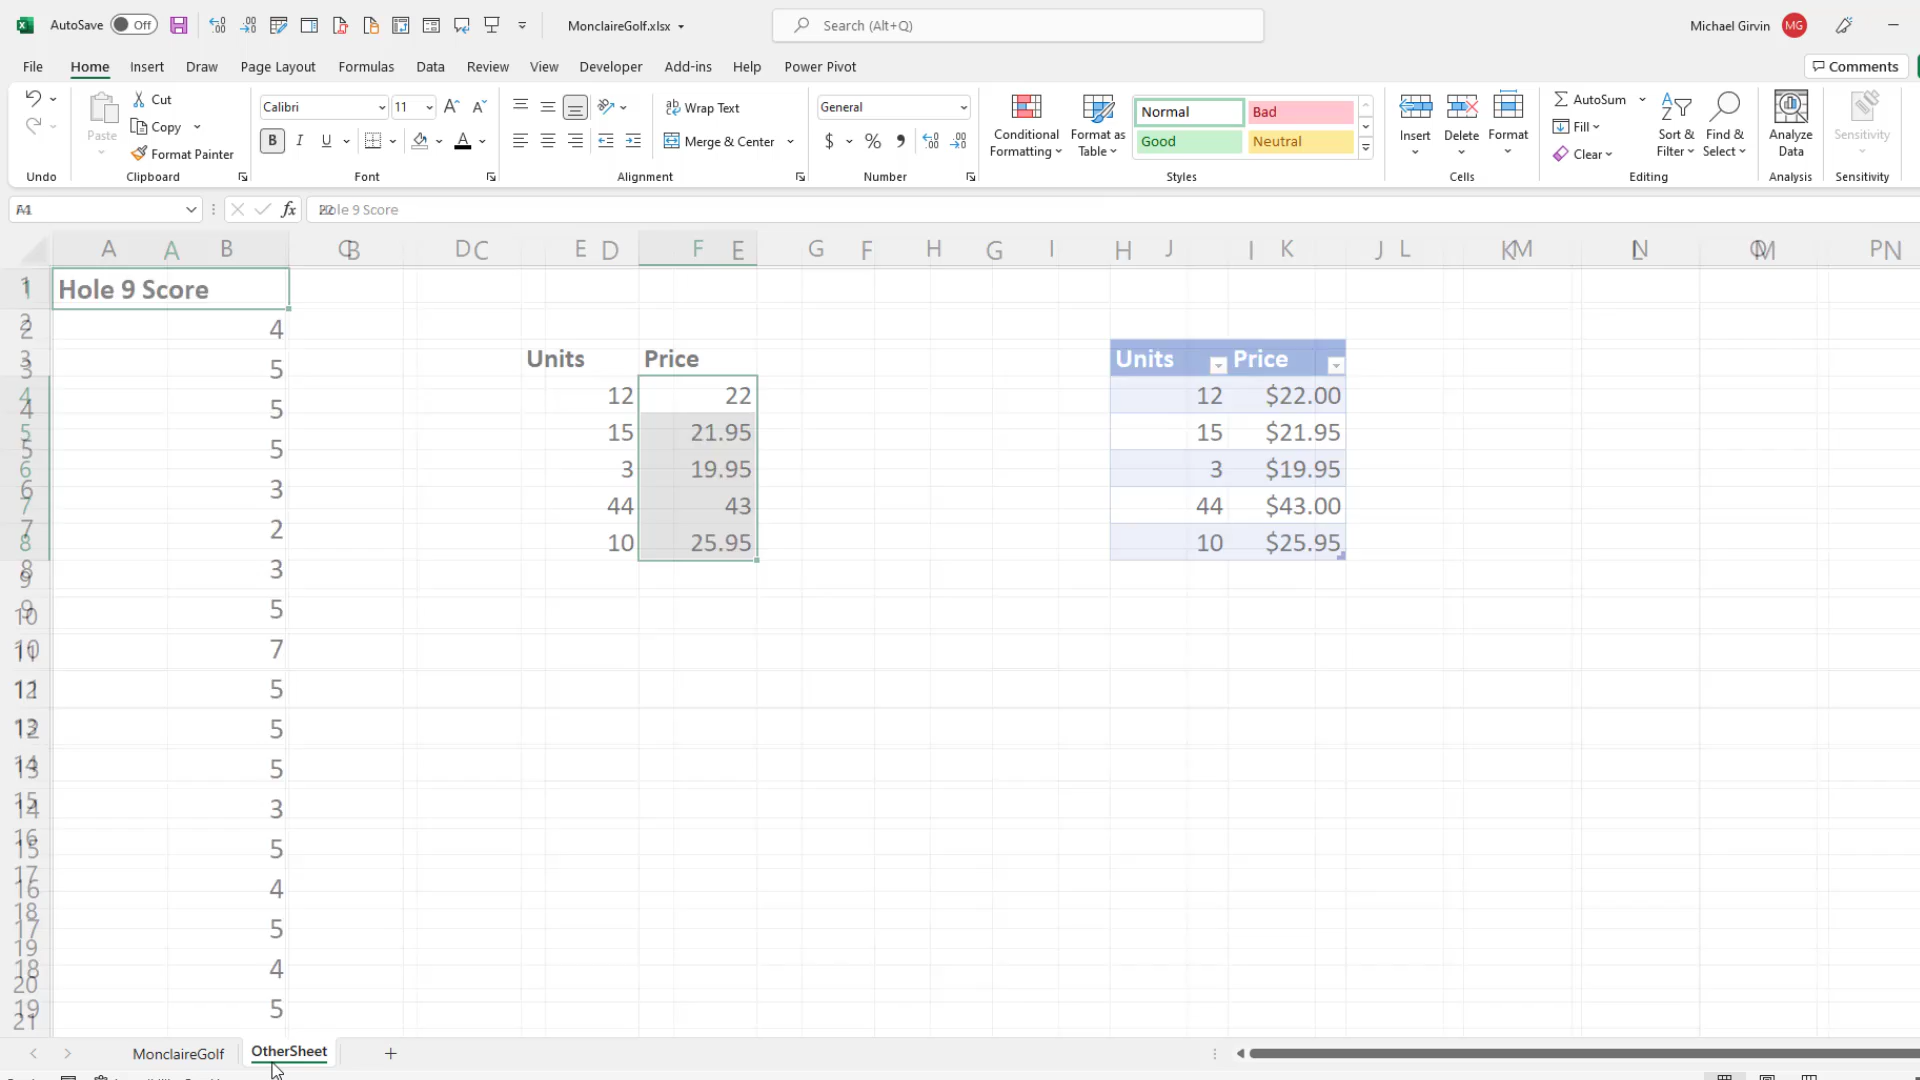 AutoSave Off MonclaireGolf.xlsx Search (Alt+Q) Michael Girvin MG
File Home Insert Draw Page Layout Formulas Data Review View Developer Add-ins Help Power Pivot Comments
Cut
Copy
Format Painter
Paste
Calibri 11
Wrap Text
Merge & Center
General
Conditional Formatting
Format as Table
Normal Bad
Good Neutral
Insert Delete Format
AutoSum
Fill
Clear
Sort & Filter
Find & Select
Analyze Data
Sensitivity
Undo Clipboard Font Alignment Number Styles Cells Editing Analysis Sensitivity
Hole 9 Score
A B C D E F G H I J K L M N O P
A B C D E F G H I J K L M N
Hole 9 Score
4
5
5
5
3
2
3
5
7
5
5
5
3
5
4
5
4
5
Units Price
12 22
15 21.95
3 19.95
44 43
10 25.95
Units Price
12 $22.00
15 $21.95
3 $19.95
44 $43.00
10 $25.95
MonclaireGolf OtherSheet